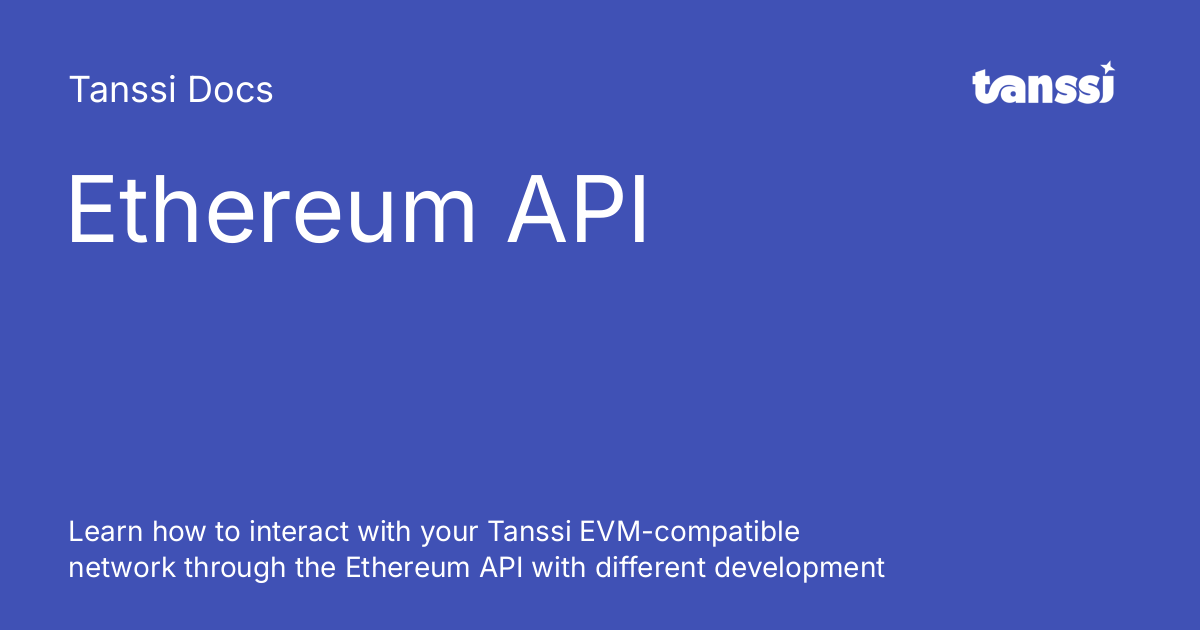 Tanssi Docs
tanssi
Ethereum API
Learn how to interact with your Tanssi EVM-compatible
network through the Ethereum API with different development